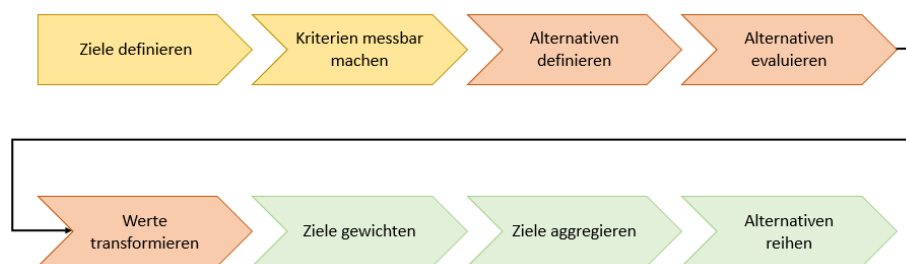 Ziele definieren
Kriterien messbar
machen
Alternativen
definieren
Alternativen
evaluieren
Werte
transformieren
Ziele gewichten
Ziele aggregieren
Alternativen
reihen